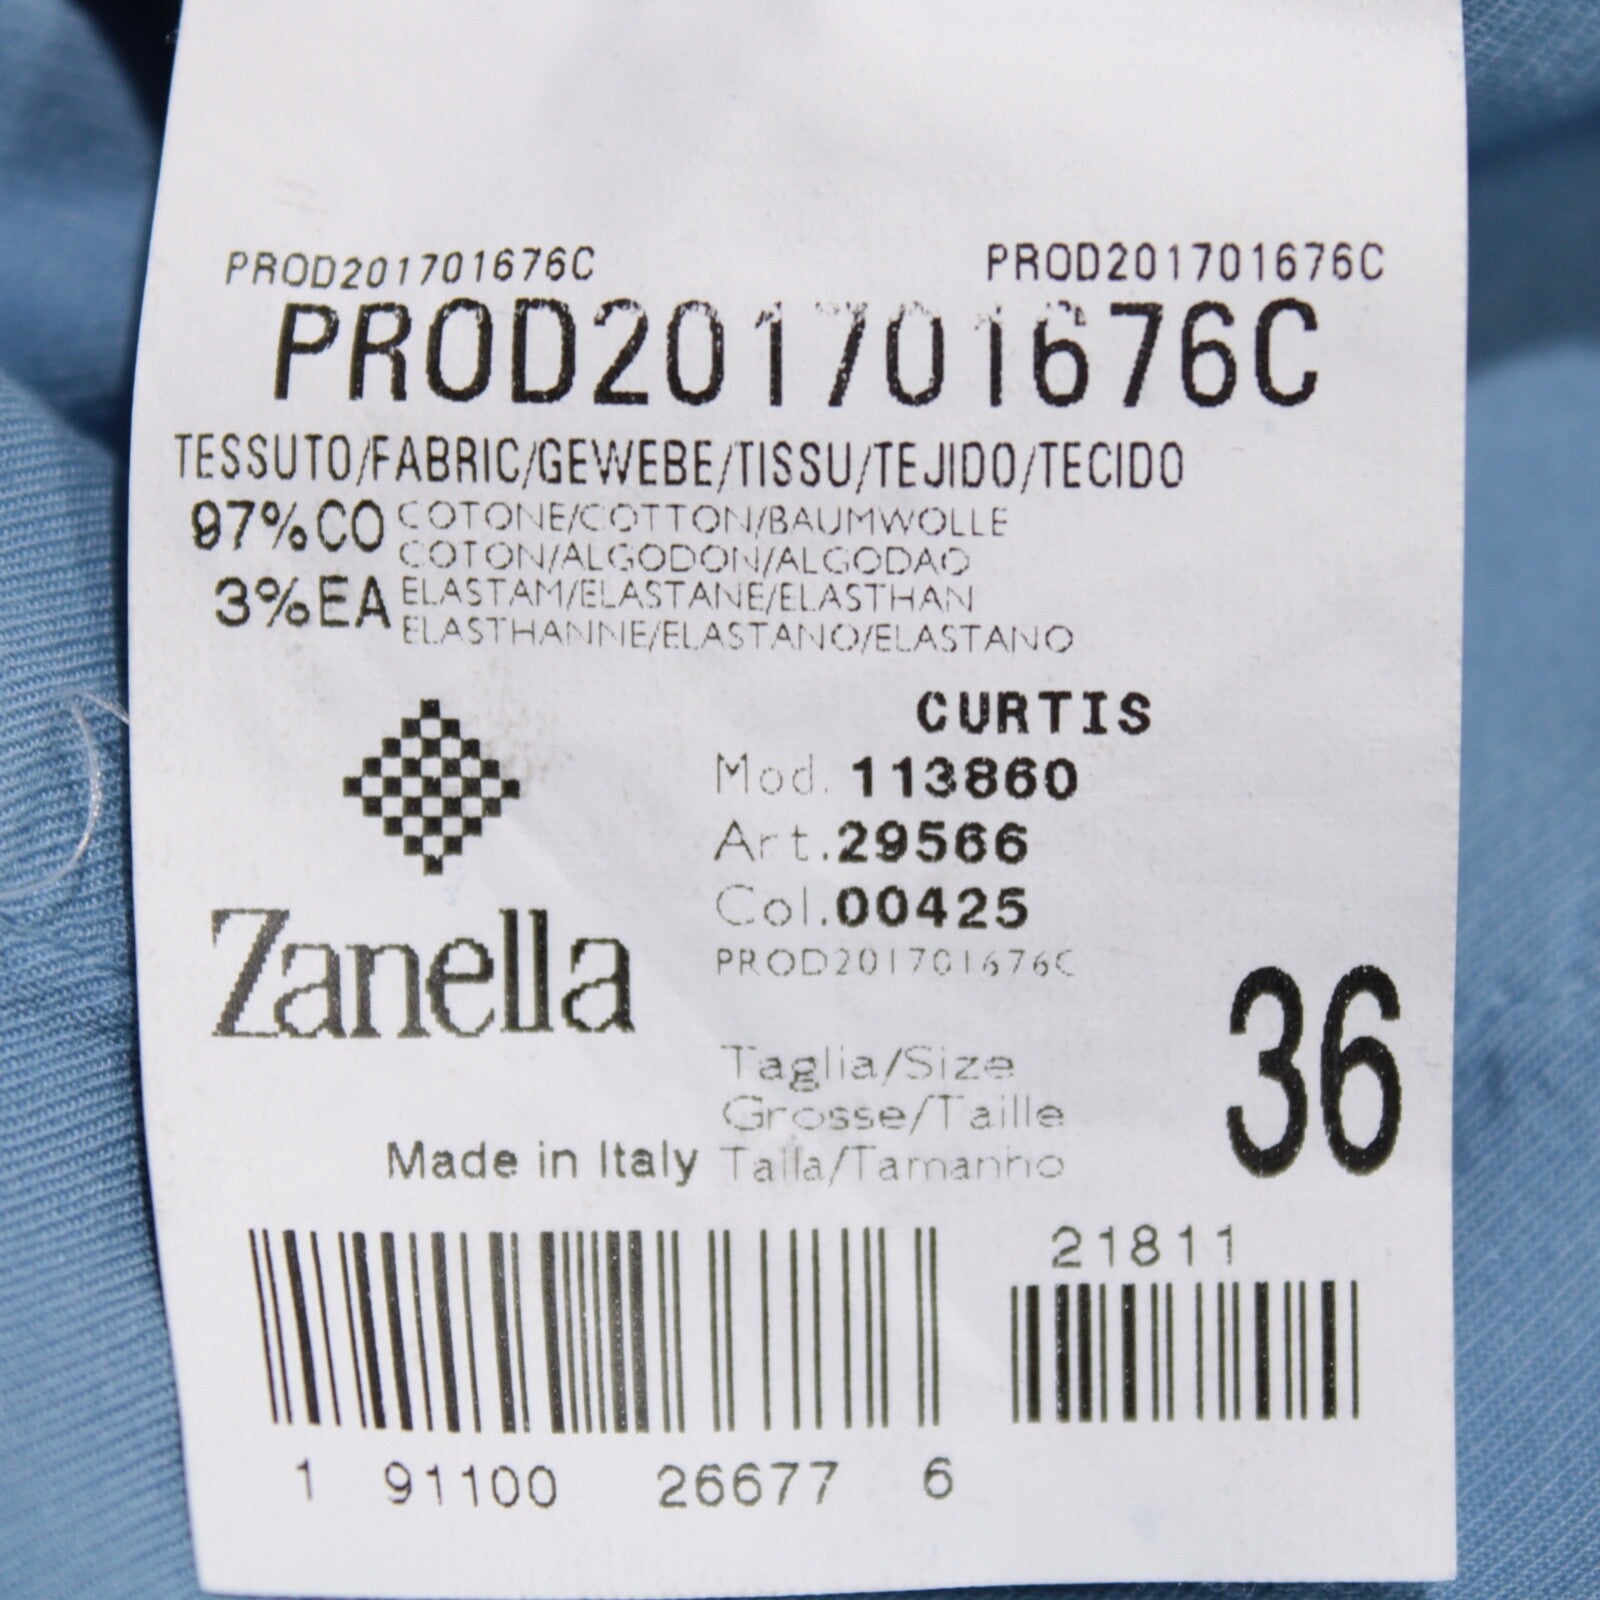 PROD201701676C PROD201701676C
PROD201701676C
TESSUTO/FABRIC/GEWEBE/TISSU/TEJIDO/TECIDO
97%CO COTONE/COTTON/BAUMWOLLE
COTON/ALGODON/ALGODAO
3%EA ELASTAM/ELASTANE/ELASTHAN
ELASTHANNE/ELASTANO/ELASTANO
CURTIS
Mod. 113860
Art. 29566
Col. 00425
PROD201701676C
Zanella
36
Taglia/Size
Grosse/Taille
Talla/Tamanho
Made in Italy
21811
1 91100 26677 6